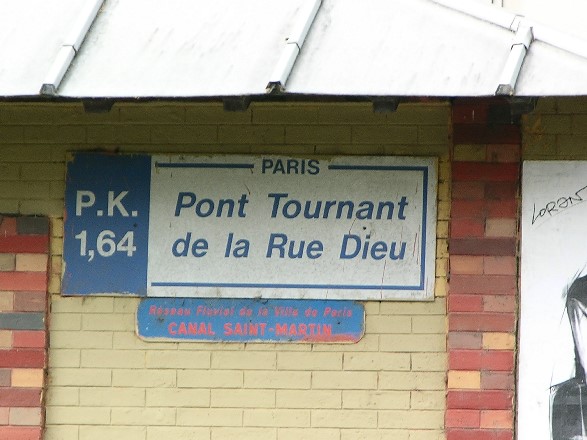 PARIS
P.K.
1,64
Pont Tournant
de la Rue Dieu
Réseau Fluvial de la Ville de Paris
CANAL SAINT-MARTIN
LORAN